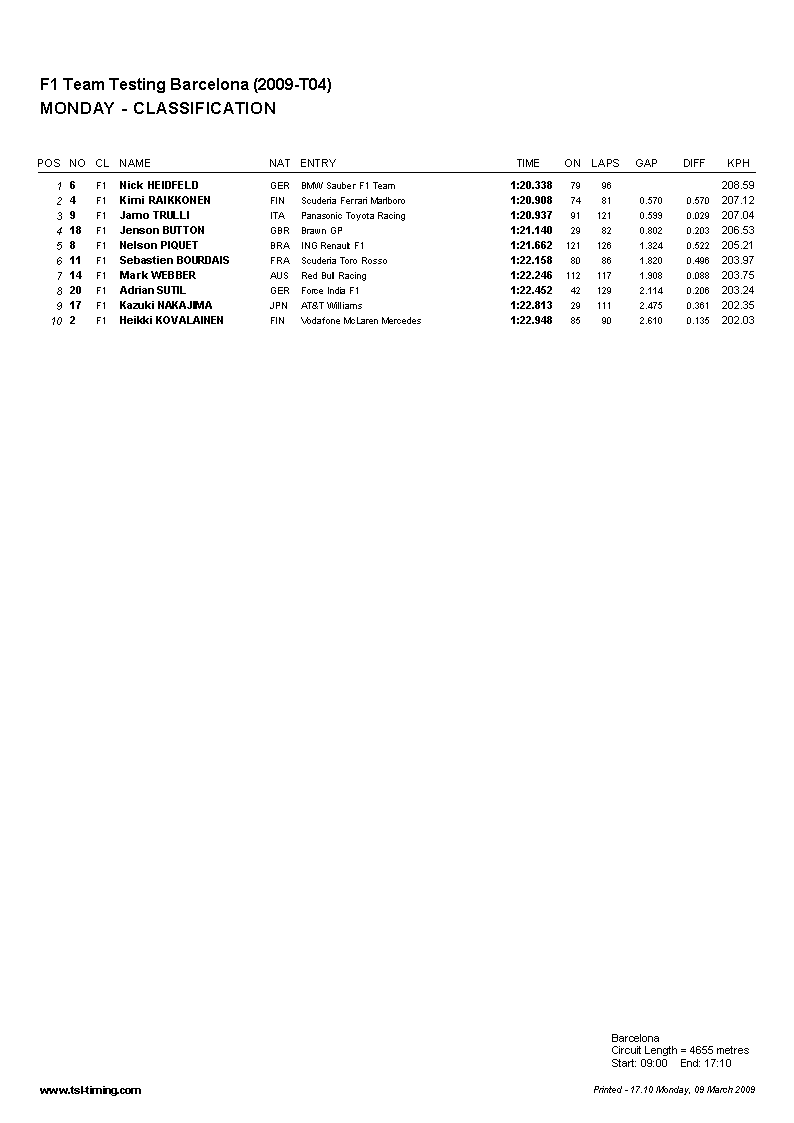 F1 Team Testing Barcelona (2009-T04)
MONDAY - CLASSIFICATION
POS NO CL NAME NAT ENTRY TIME ON LAPS GAP DIFF KPH
1 6 F1 Nick HEIDFELD GER BMW Sauber F1 Team 1:20.338 79 96 208.59
2 4 F1 Kimi RAIKKONEN FIN Scuderia Ferrari Marlboro 1:20.908 74 81 0.570 0.570 207.12
3 9 F1 Jarno TRULLI ITA Panasonic Toyota Racing 1:20.937 91 121 0.599 0.029 207.04
4 18 F1 Jenson BUTTON GBR Brawn GP 1:21.140 29 82 0.802 0.203 206.53
5 8 F1 Nelson PIQUET BRA ING Renault F1 1:21.662 121 126 1.324 0.522 205.21
6 11 F1 Sebastien BOURDAIS FRA Scuderia Toro Rosso 1:22.158 80 86 1.820 0.496 203.97
7 14 F1 Mark WEBBER AUS Red Bull Racing 1:22.246 112 117 1.908 0.088 203.75
8 20 F1 Adrian SUTIL GER Force India F1 1:22.452 42 129 2.114 0.206 203.24
9 17 F1 Kazuki NAKAJIMA JPN AT&T Williams 1:22.813 29 111 2.475 0.361 202.35
10 2 F1 Heikki KOVALAINEN FIN Vodafone McLaren Mercedes 1:22.948 85 90 2.610 0.135 202.03
Barcelona
Circuit Length = 4655 metres
Start: 09:00 End: 17:10
www.tsl-timing.com Printed - 17:10 Monday, 09 March 2009